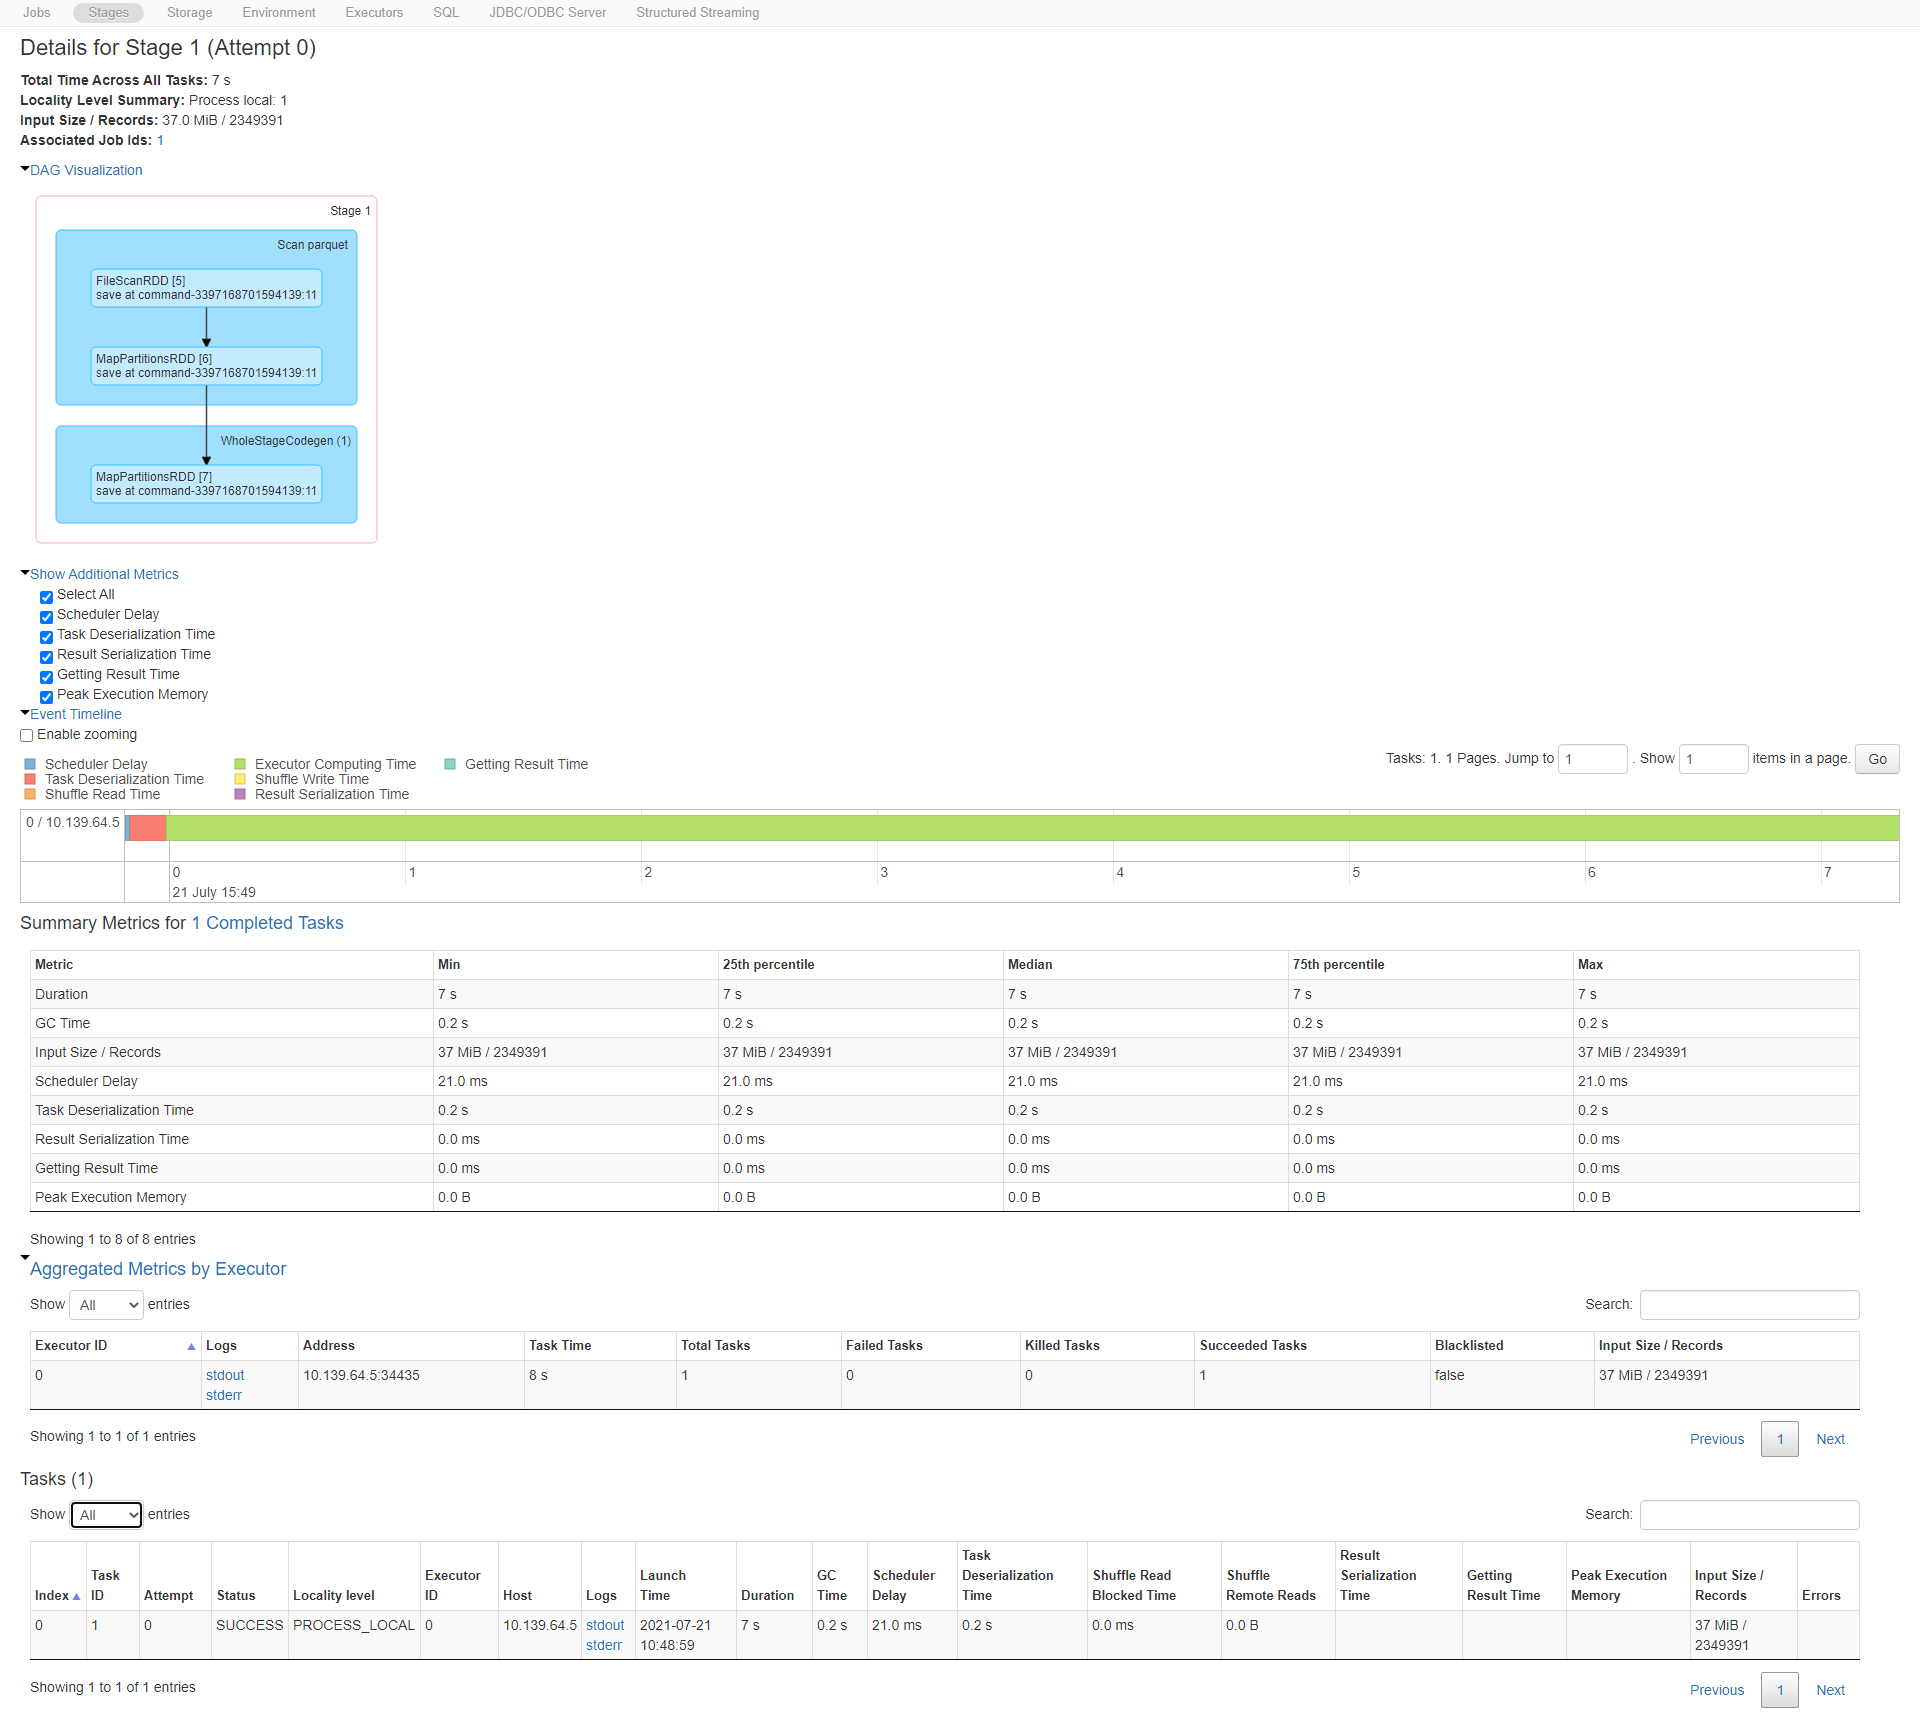 Jobs Stages Storage Environment Executors SQL JDBC/ODBC Server Structured Streaming
Details for Stage 1 (Attempt 0)
Total Time Across All Tasks: 7 s
Locality Level Summary: Process local: 1
Input Size / Records: 37.0 MiB / 2349391
Associated Job Ids: 1
DAG Visualization
Stage 1
Scan parquet
FileScanRDD [5]
save at command-3397168701594139:11
MapPartitionsRDD [6]
save at command-3397168701594139:11
WholeStageCodegen (1)
MapPartitionsRDD [7]
save at command-3397168701594139:11
Show Additional Metrics
Select All
Scheduler Delay
Task Deserialization Time
Result Serialization Time
Getting Result Time
Peak Execution Memory
Event Timeline
Enable zooming
Scheduler Delay Executor Computing Time Getting Result Time
Task Deserialization Time Shuffle Write Time
Shuffle Read Time Result Serialization Time
Tasks: 1. 1 Pages. Jump to 1 . Show 1 items in a page. Go
0 / 10.139.64.5
0 1 2 3 4 5 6 7
21 July 15:49
Summary Metrics for 1 Completed Tasks
Metric Min 25th percentile Median 75th percentile Max
Duration 7 s 7 s 7 s 7 s 7 s
GC Time 0.2 s 0.2 s 0.2 s 0.2 s 0.2 s
Input Size / Records 37 MiB / 2349391 37 MiB / 2349391 37 MiB / 2349391 37 MiB / 2349391 37 MiB / 2349391
Scheduler Delay 21.0 ms 21.0 ms 21.0 ms 21.0 ms 21.0 ms
Task Deserialization Time 0.2 s 0.2 s 0.2 s 0.2 s 0.2 s
Result Serialization Time 0.0 ms 0.0 ms 0.0 ms 0.0 ms 0.0 ms
Getting Result Time 0.0 ms 0.0 ms 0.0 ms 0.0 ms 0.0 ms
Peak Execution Memory 0.0 B 0.0 B 0.0 B 0.0 B 0.0 B
Showing 1 to 8 of 8 entries
Aggregated Metrics by Executor
Show All entries Search:
Executor ID Logs Address Task Time Total Tasks Failed Tasks Killed Tasks Succeeded Tasks Blacklisted Input Size / Records
0 stdout 10.139.64.5:34435 8 s 1 0 0 1 false 37 MiB / 2349391
stderr
Showing 1 to 1 of 1 entries
Previous 1 Next
Tasks (1)
Show All entries Search:
Task Result
Task Executor Launch GC Scheduler Deserialization Shuffle Read Shuffle Serialization Getting Peak Execution Input Size /
Index ID Attempt Status Locality level ID Host Logs Time Duration Time Delay Time Blocked Time Remote Reads Time Result Time Memory Records Errors
0 1 0 SUCCESS PROCESS_LOCAL 0 10.139.64.5 stdout 2021-07-21 7 s 0.2 s 21.0 ms 0.2 s 0.0 ms 0.0 B 37 MiB /
stderr 10:48:59 2349391
Showing 1 to 1 of 1 entries
Previous 1 Next